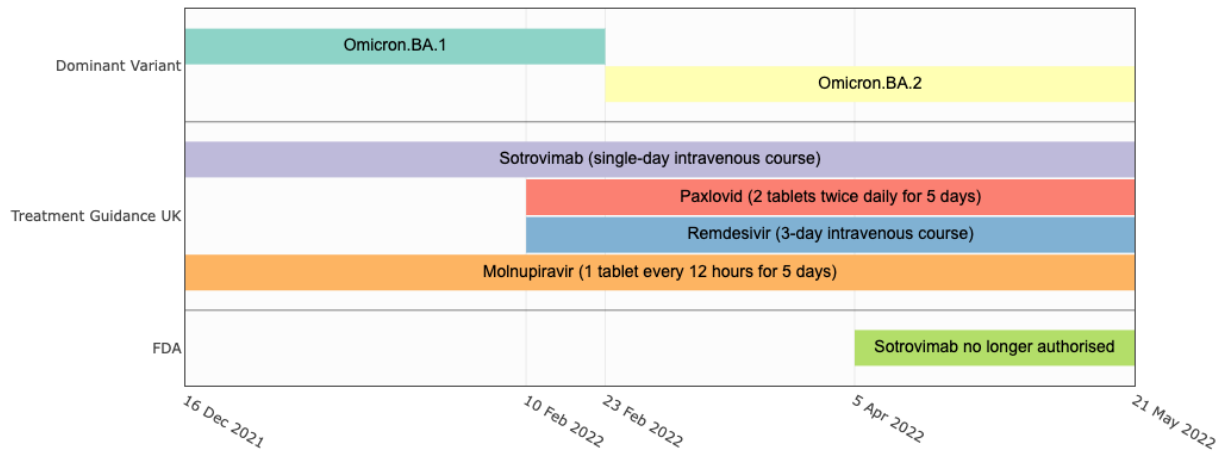 Dominant Variant
Omicron.BA.1
Omicron.BA.2
Treatment Guidance UK
Sotrovimab (single-day intravenous course)
Paxlovid (2 tablets twice daily for 5 days)
Remdesivir (3-day intravenous course)
Molnupiravir (1 tablet every 12 hours for 5 days)
FDA
Sotrovimab no longer authorised
16 Dec 2021
10 Feb 2022
23 Feb 2022
5 Apr 2022
21 May 2022